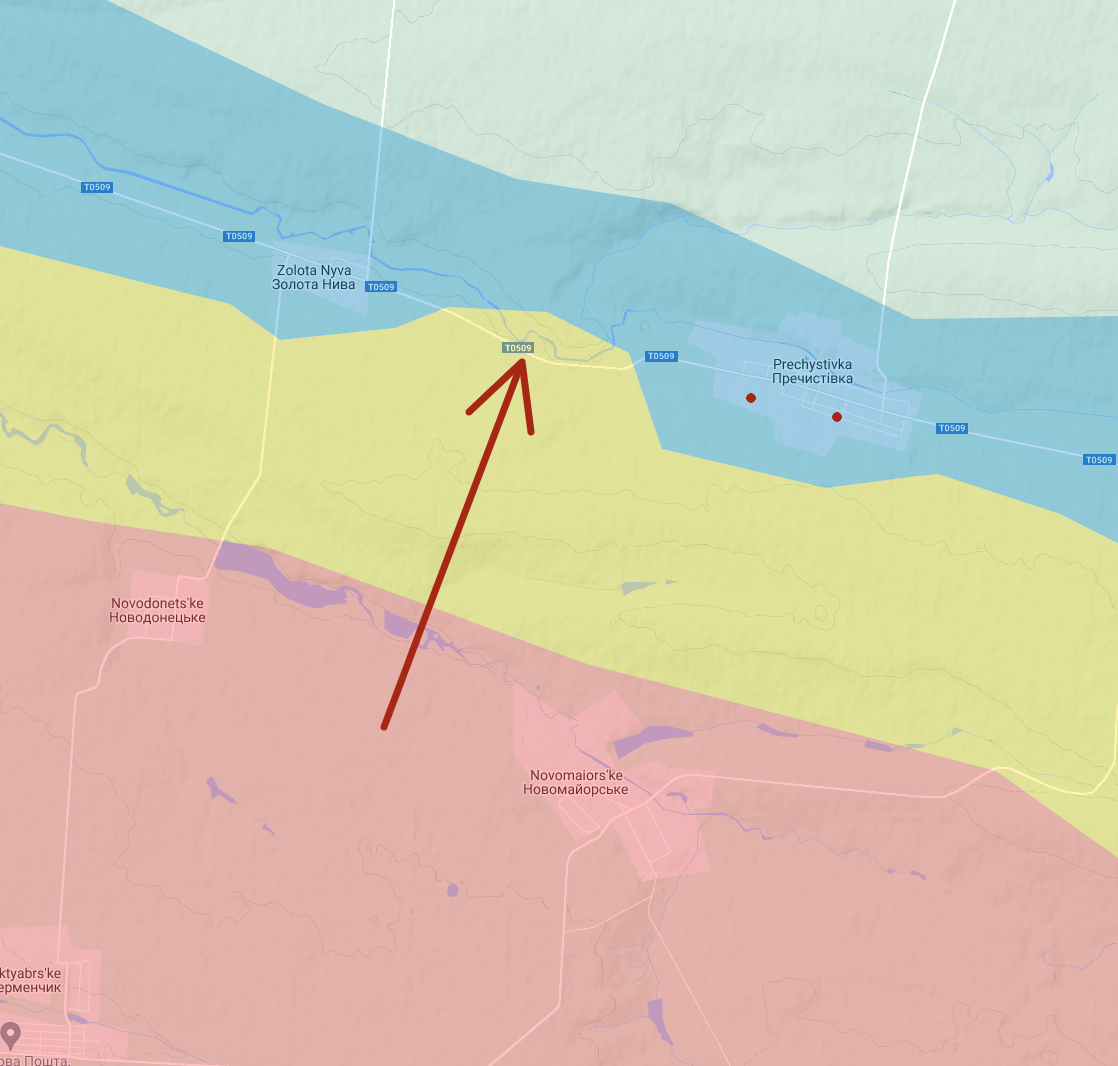 T0509
T0509
Zolota Nyva
Золота Нива
T0509
T0509
T0509
Prechystivka
Пречистівка
T0509
T0509
Novodonets'ke
Новодонецьке
Novomaiors'ke
Новомайорське
ktyabrs'ke
ерменчик
ова Пошта.